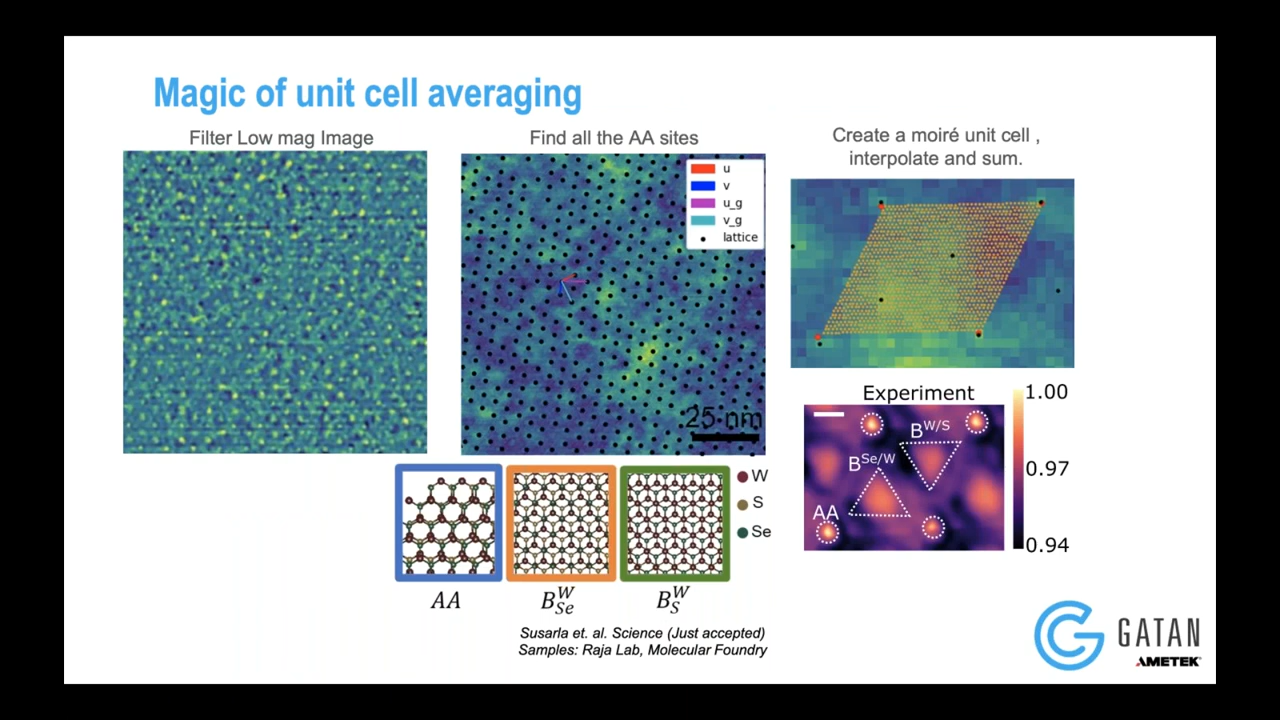 Magic of unit cell averaging
Filter Low mag Image
Find all the AA sites
Create a moiré unit cell ,
interpolate and sum.
u
v
u_g
v_g
lattice
25 nm
Experiment
1.00
0.97
0.94
B^W/S
B^Se/W
AA
W
S
Se
AA
B^W_Se
B^W_S
Susarla et. al. Science (Just accepted)
Samples: Raja Lab, Molecular Foundry
GATAN
AMETEK®